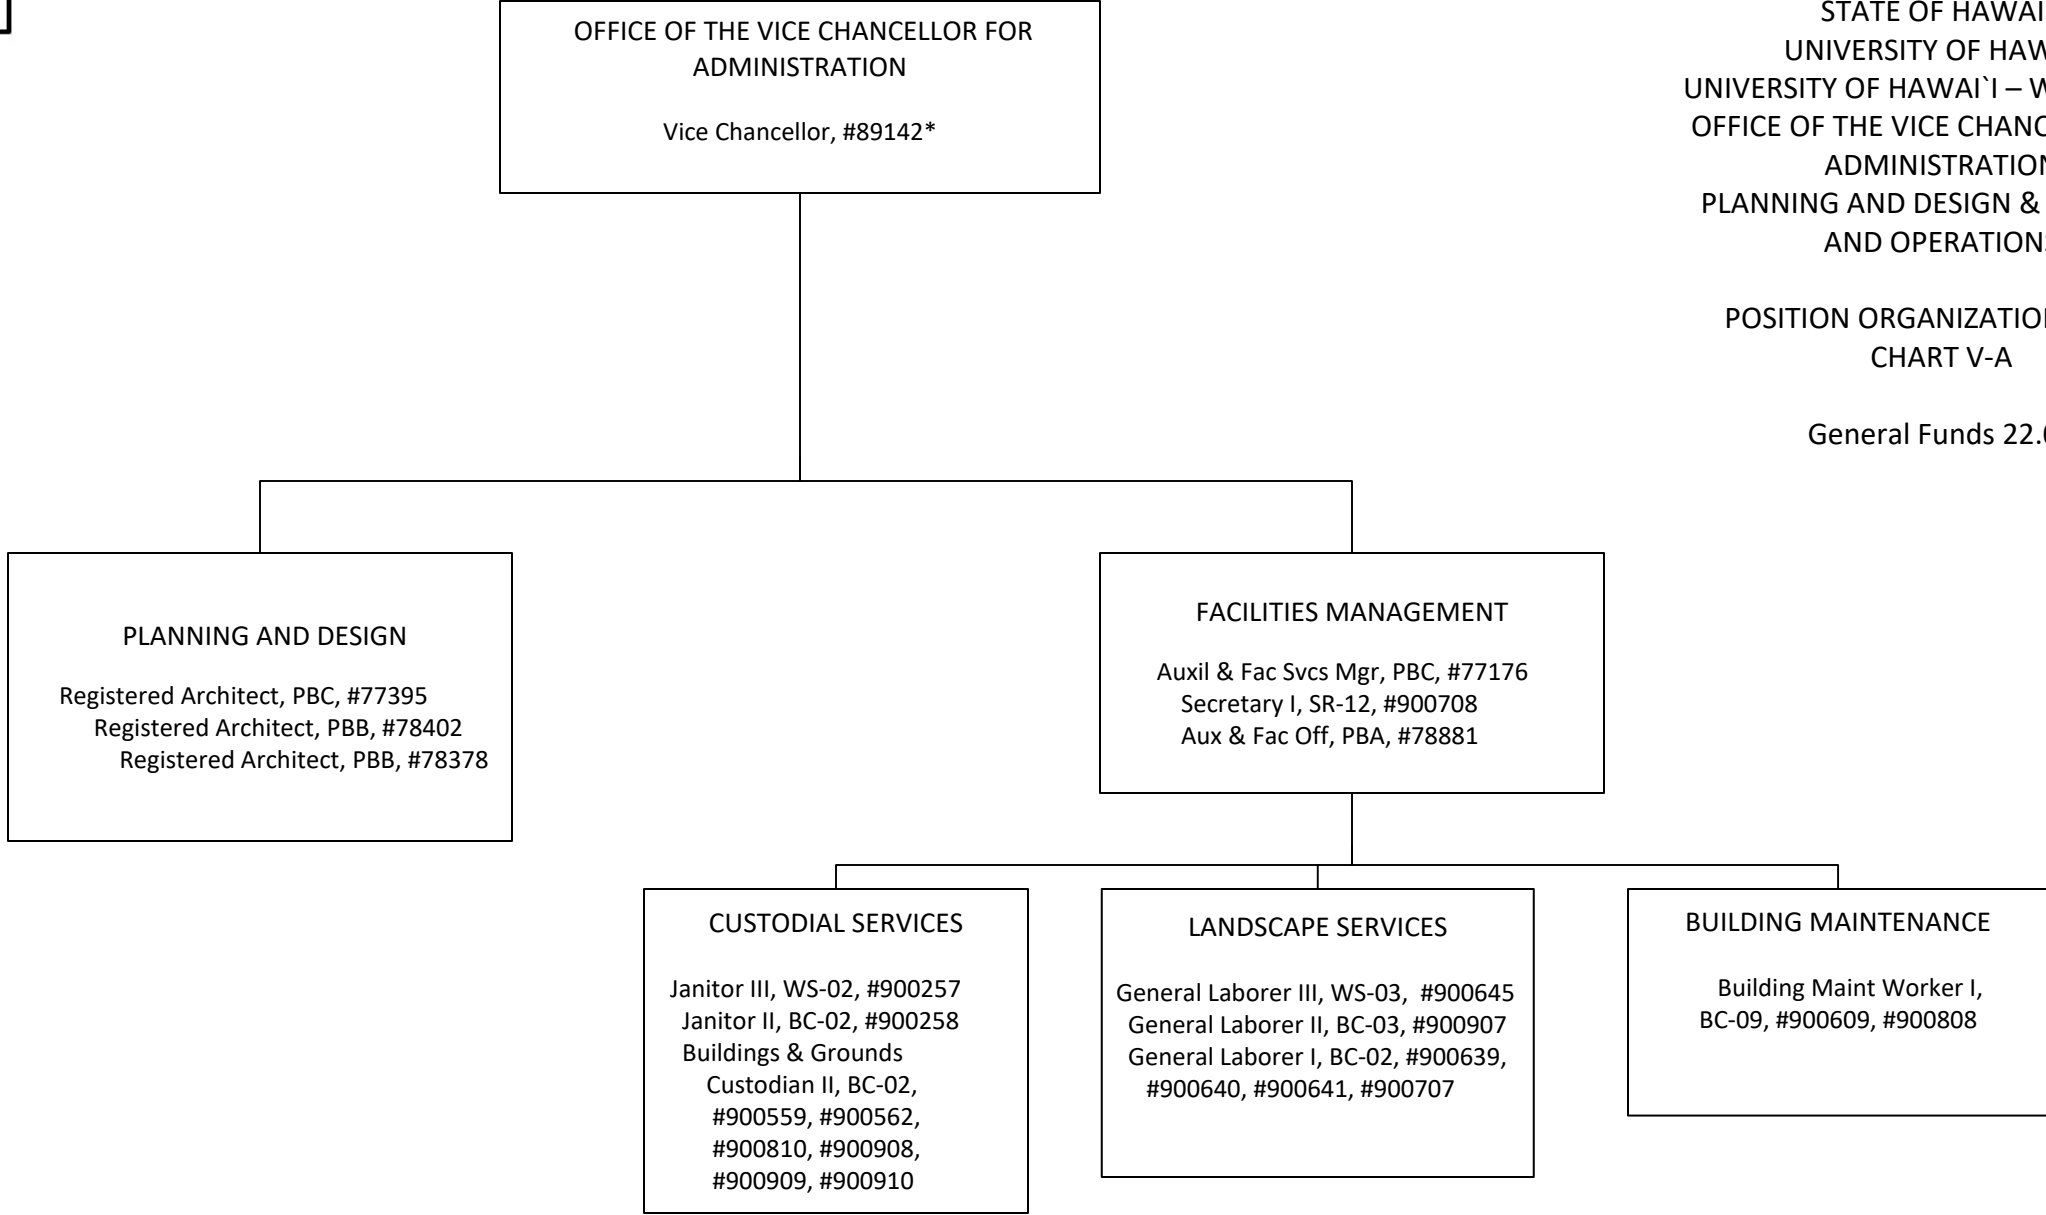 OFFICE OF THE VICE CHANCELLOR FOR
ADMINISTRATION
Vice Chancellor, #89142*
STATE OF HAWAI
UNIVERSITY OF
UNIVERSITY OF HAWAI`I –
OFFICE OF THE VICE
ADMINISTRATION
PLANNING AND DESIGN &
AND OPERATIONS
POSITION
CHART V-A
General Funds 22.
PLANNING AND DESIGN
Registered Architect, PBC, #77395
Registered Architect, PBB, #78402
Registered Architect, PBB, #78378
FACILITIES MANAGEMENT
Auxil & Fac Svcs Mgr, PBC, #77176
Secretary I, SR-12, #900708
Aux & Fac Off, PBA, #78881
CUSTODIAL SERVICES
Janitor III, WS-02, #900257
Janitor II, BC-02, #900258
Buildings & Grounds
Custodian II, BC-02,
#900559, #900562,
#900810, #900908,
#900909, #900910
LANDSCAPE SERVICES
General Laborer III, WS-03, #900645
General Laborer II, BC-03, #900907
General Laborer I, BC-02, #900639,
#900640, #900641, #900707
BUILDING MAINTENANCE
Building Maint Worker I,
BC-09, #900609, #900808